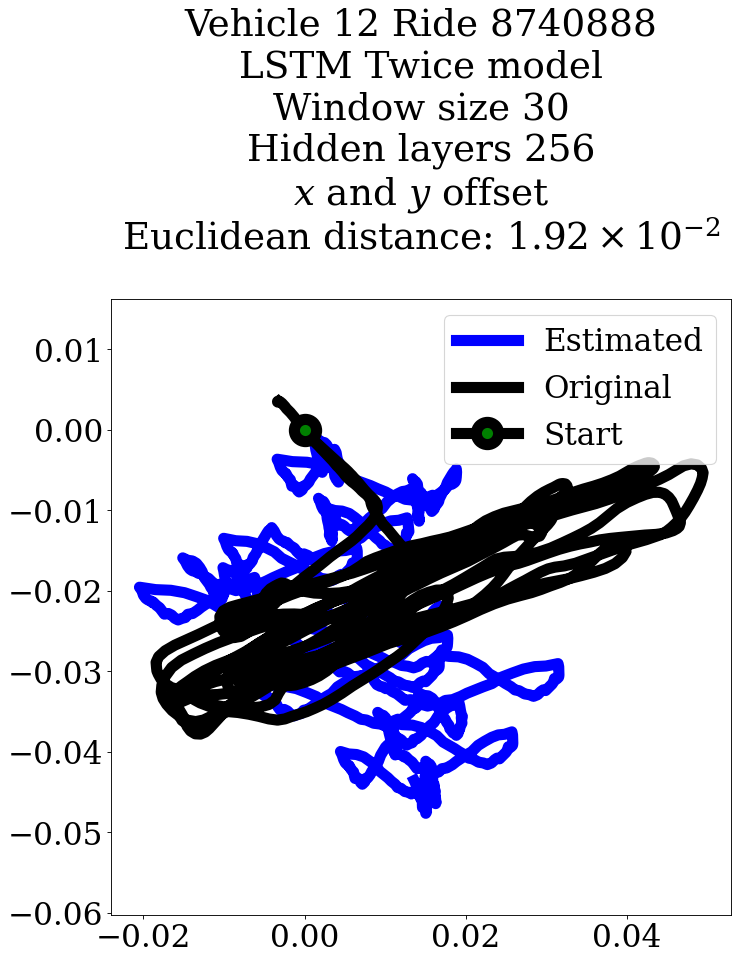 Vehicle 12 Ride 8740888
LSTM Twice model
Window size 30
Hidden layers 256
x and y offset
Euclidean distance: 1.92 × 10⁻²
Estimated
Original
Start
0.01
0.00
−0.01
−0.02
−0.03
−0.04
−0.05
−0.06
−0.02 0.00 0.02 0.04